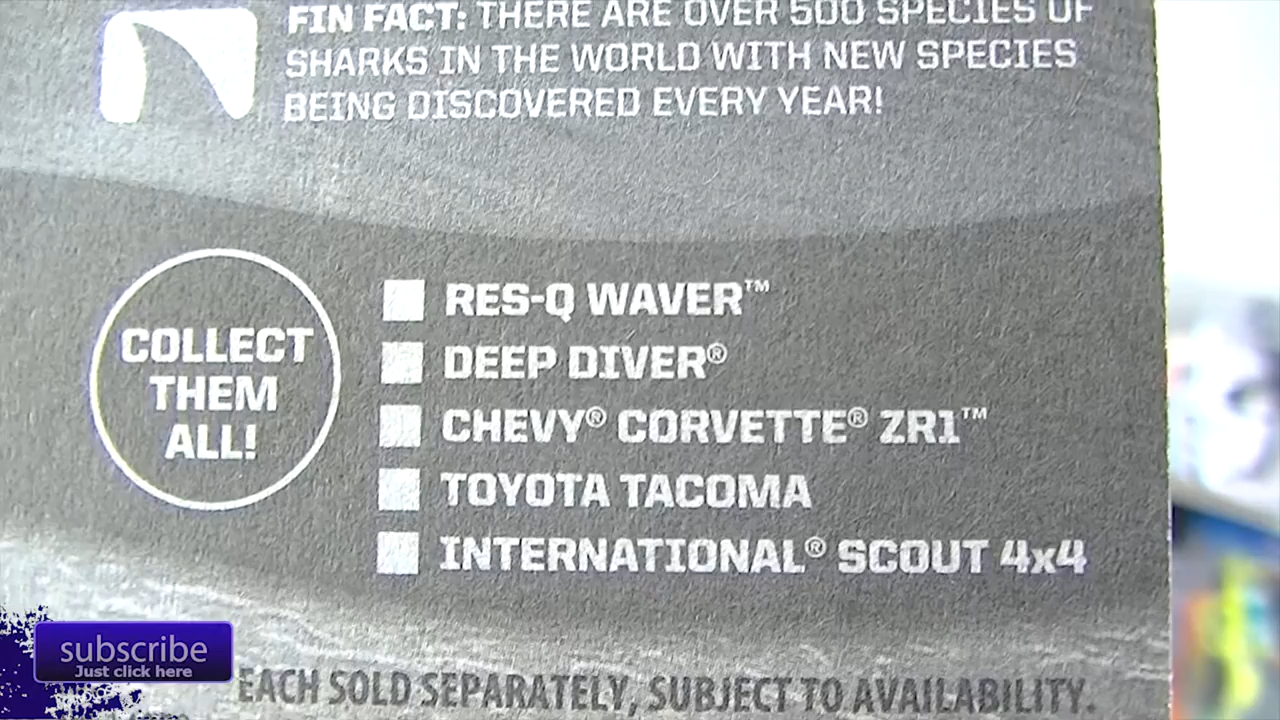 FIN FACT: THERE ARE OVER 500 SPECIES OF
SHARKS IN THE WORLD WITH NEW SPECIES
BEING DISCOVERED EVERY YEAR!
COLLECT
THEM
ALL!
RES-Q WAVER™
DEEP DIVER®
CHEVY® CORVETTE® ZR1™
TOYOTA TACOMA
INTERNATIONAL® SCOUT 4x4
EACH SOLD SEPARATELY, SUBJECT TO AVAILABILITY.
subscribe
Just click here